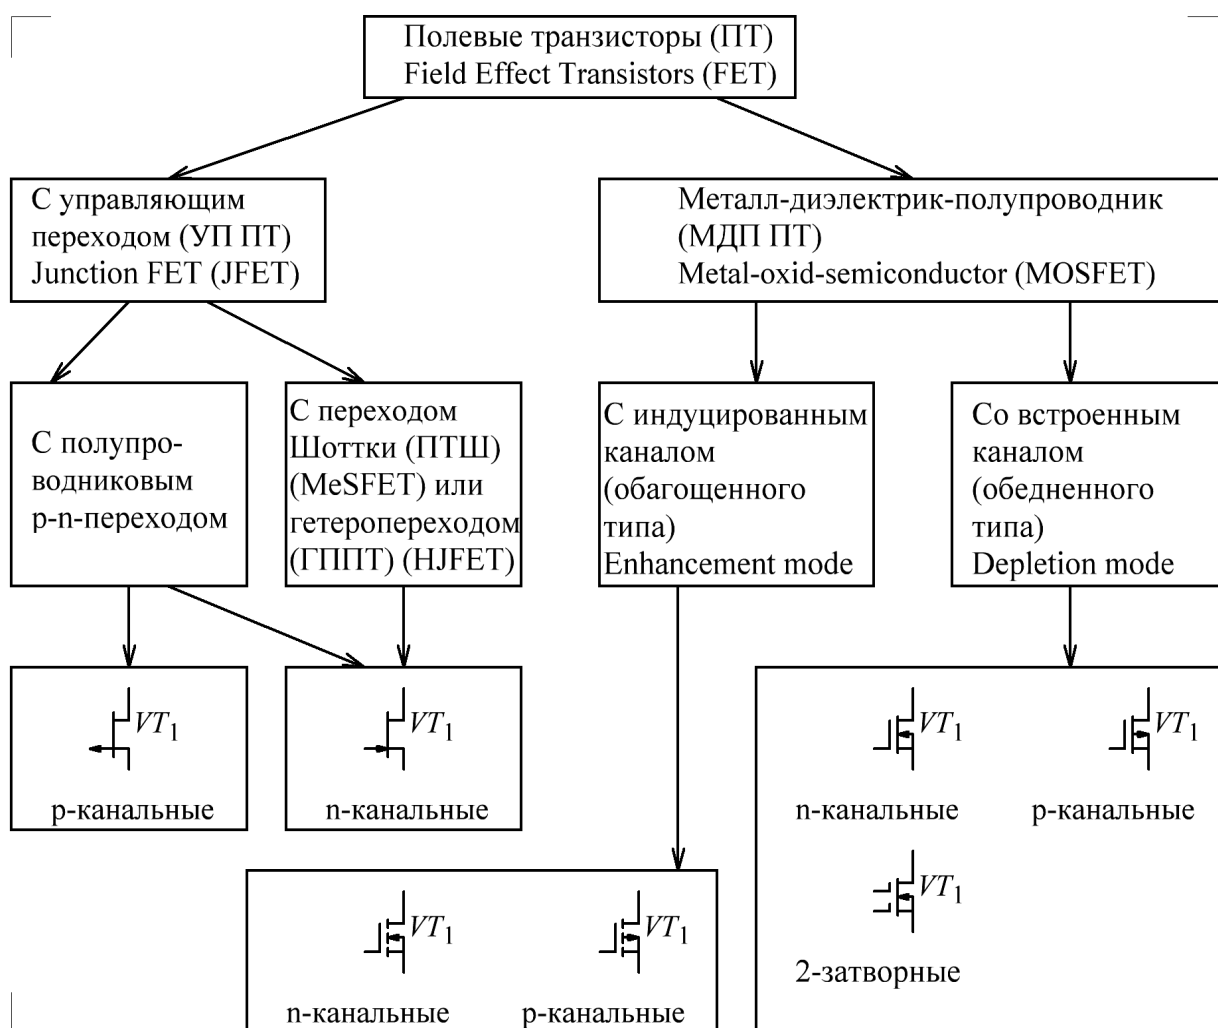 Полевые транзисторы (ПТ)
Field Effect Transistors (FET)
С управляющим
переходом (УП ПТ)
Junction FET (JFET)
Металл-диэлектрик-полупроводник
(МДП ПТ)
Metal-oxid-semiconductor (MOSFET)
С полупро-
водниковым
p-n-переходом
С переходом
Шоттки (ПТШ)
(MeSFET) или
гетеропереходом
(ГППТ) (HJFET)
С индуцированным
каналом
(обагощенного
типа)
Enhancement mode
Со встроенным
каналом
(обедненного
типа)
Depletion mode
VT1
p-канальные
VT1
n-канальные
VT1
n-канальные
VT1
p-канальные
VT1
2-затворные
VT1
n-канальные
VT1
p-канальные